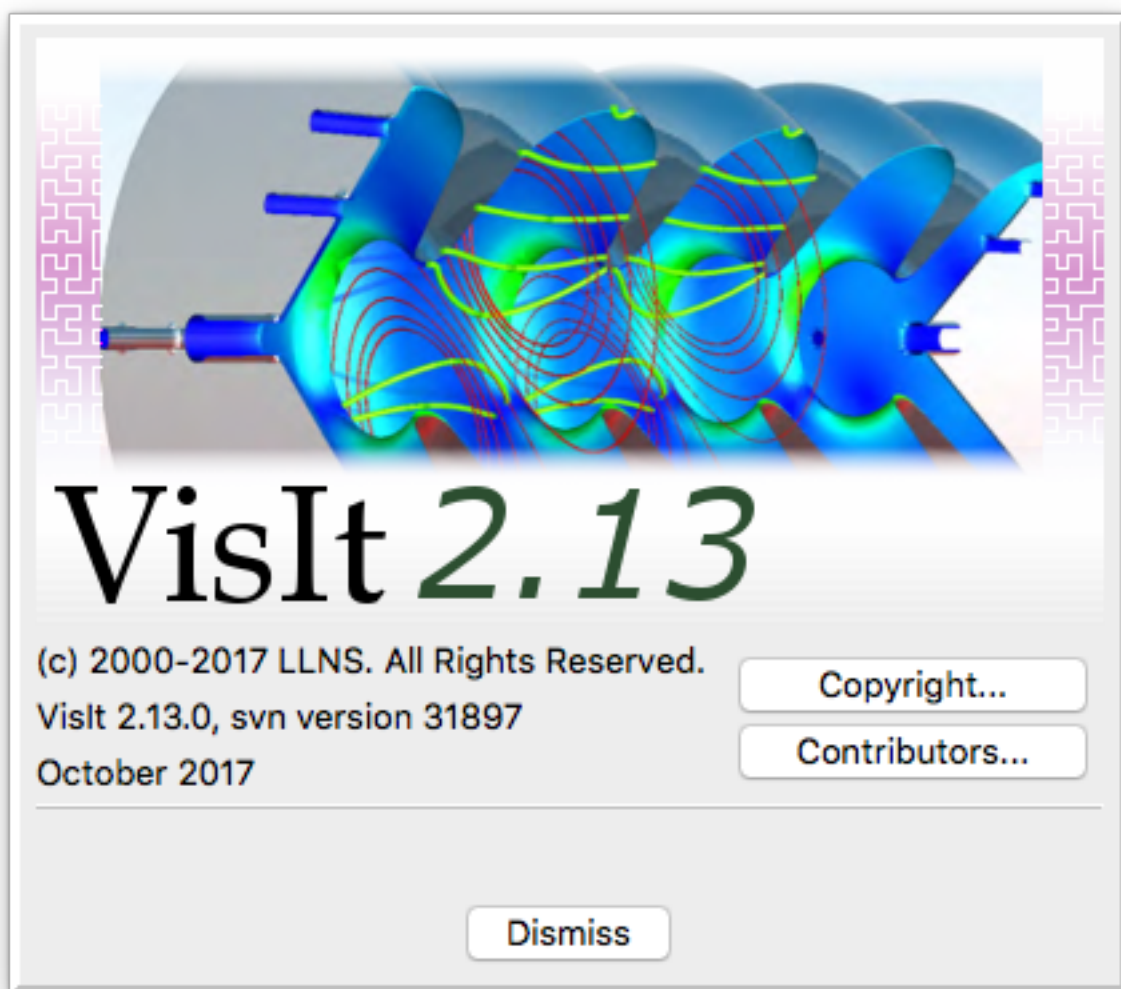 VisIt 2.13
(c) 2000-2017 LLNS. All Rights Reserved.
VisIt 2.13.0, svn version 31897
October 2017
Copyright...
Contributors...
Dismiss